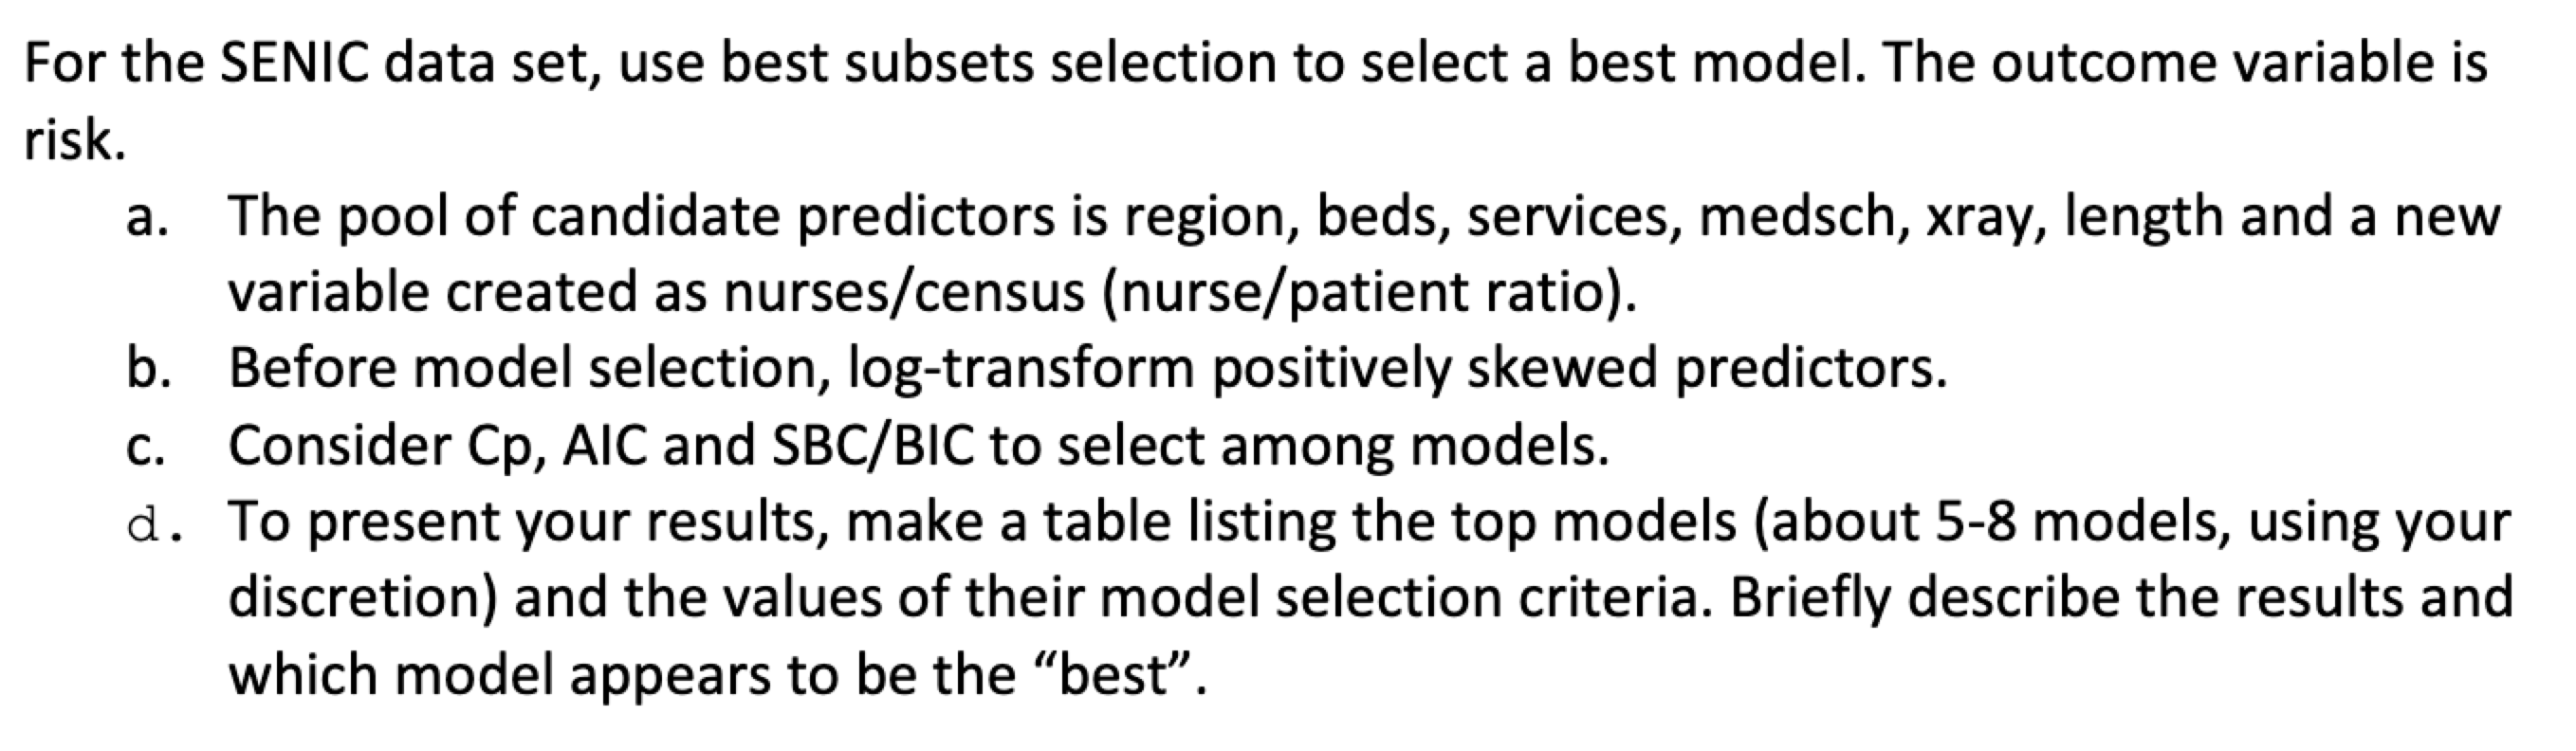 For the SENIC data set, use best subsets selection to select a best model. The outcome variable is
risk.
a. The pool of candidate predictors is region, beds, services, medsch, xray, length and a new
variable created as nurses/census (nurse/patient ratio).
b. Before model selection, log-transform positively skewed predictors.
c. Consider Cp, AIC and SBC/BIC to select among models.
d. To present your results, make a table listing the top models (about 5-8 models, using your
discretion) and the values of their model selection criteria. Briefly describe the results and
which model appears to be the “best”.